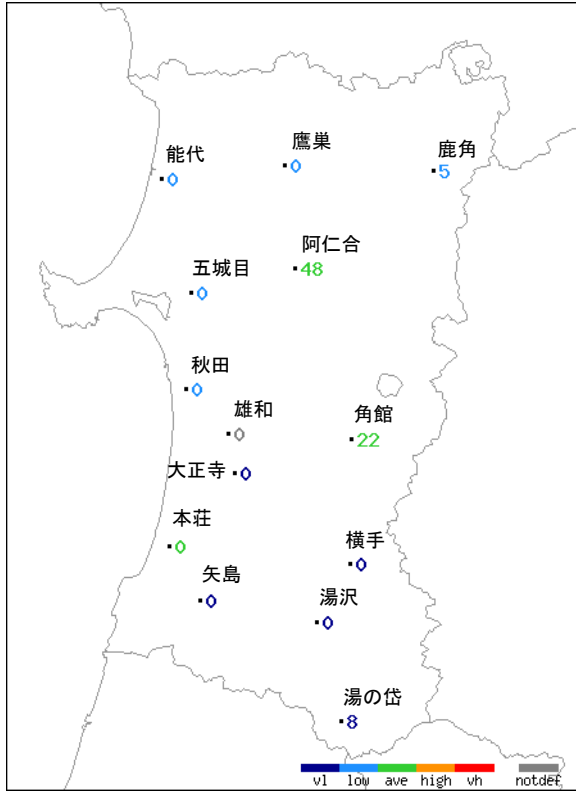 能代
0
鷹巣
0
鹿角
5
阿仁合
48
五城目
0
秋田
0
雄和
0
角館
22
大正寺
0
本荘
0
横手
0
矢島
0
湯沢
0
湯の岱
8
vl low ave high vh notdef